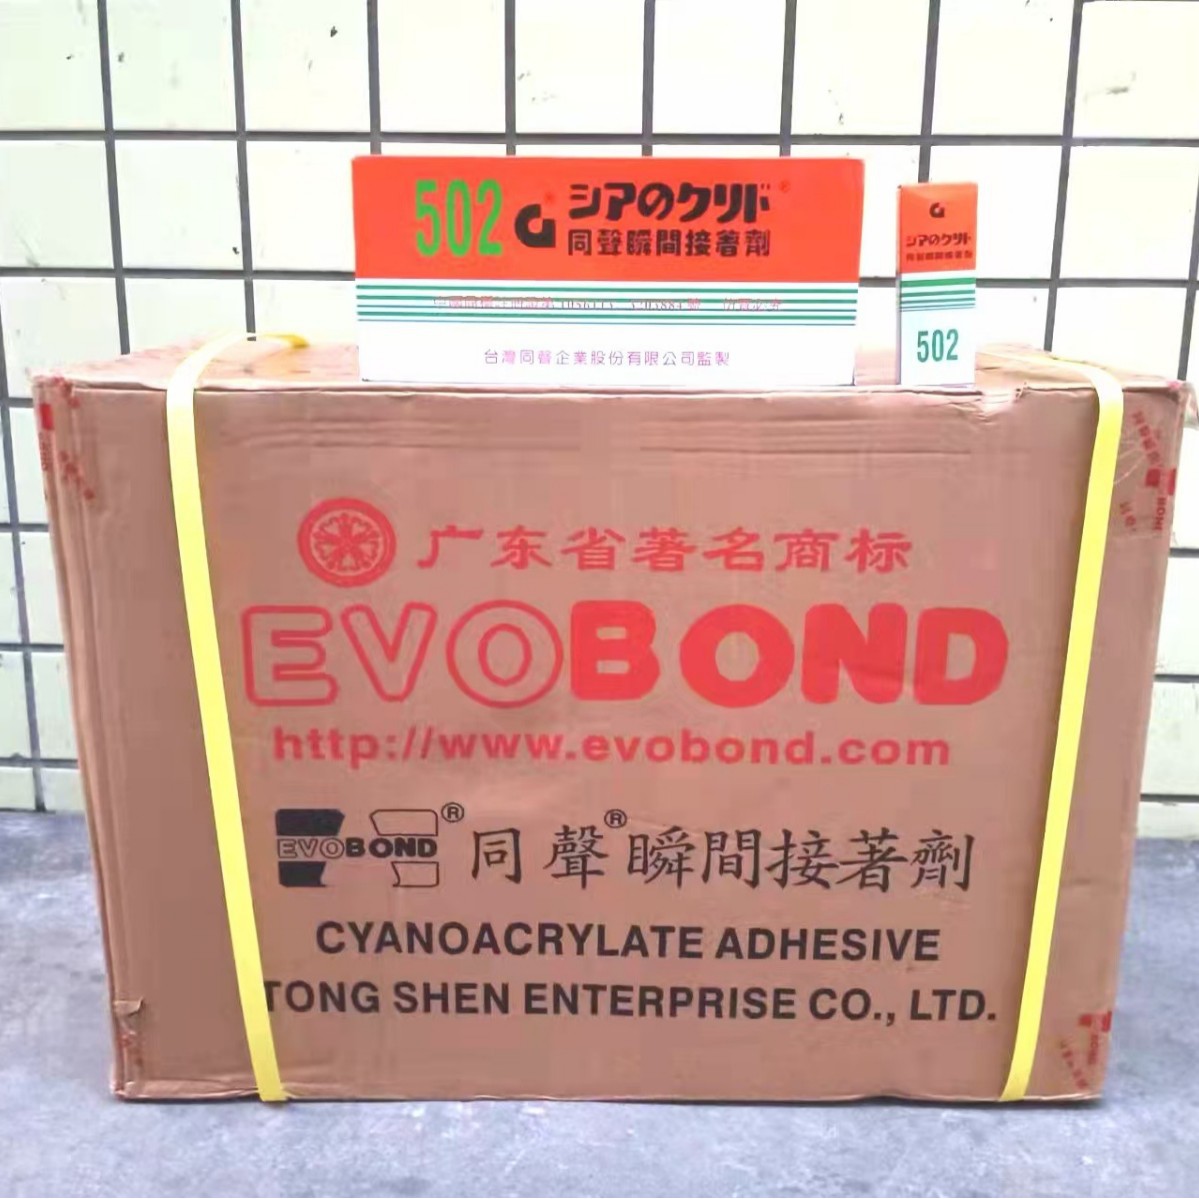 502 G シアのクリド®
同聲瞬間接著劑
台灣同聲企業股份有限公司監製
G
シアのクリド
同聲瞬間接著劑
502
广东省著名商标
EVOBOND
http://www.evobond.com
EVOBOND® 同聲®瞬間接著劑
CYANOACRYLATE ADHESIVE
TONG SHEN ENTERPRISE CO., LTD.